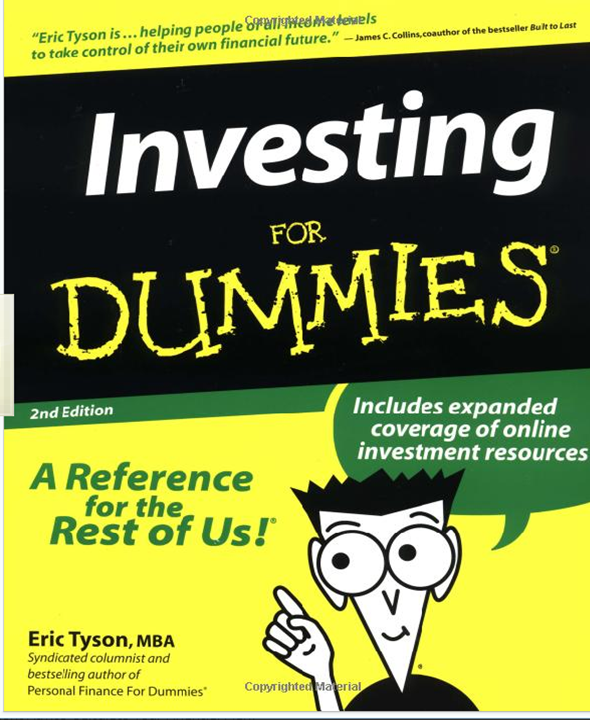 Copyrighted Material
“Eric Tyson is ... helping people of all income levels
to take control of their own financial future.” — James C. Collins, coauthor of the bestseller Built to Last
Investing
FOR
DUMMIES®
2nd Edition
Includes expanded
coverage of online
investment resources
A Reference
for the
Rest of Us!®
Eric Tyson, MBA
Syndicated columnist and
bestselling author of
Personal Finance For Dummies®
Copyrighted Material